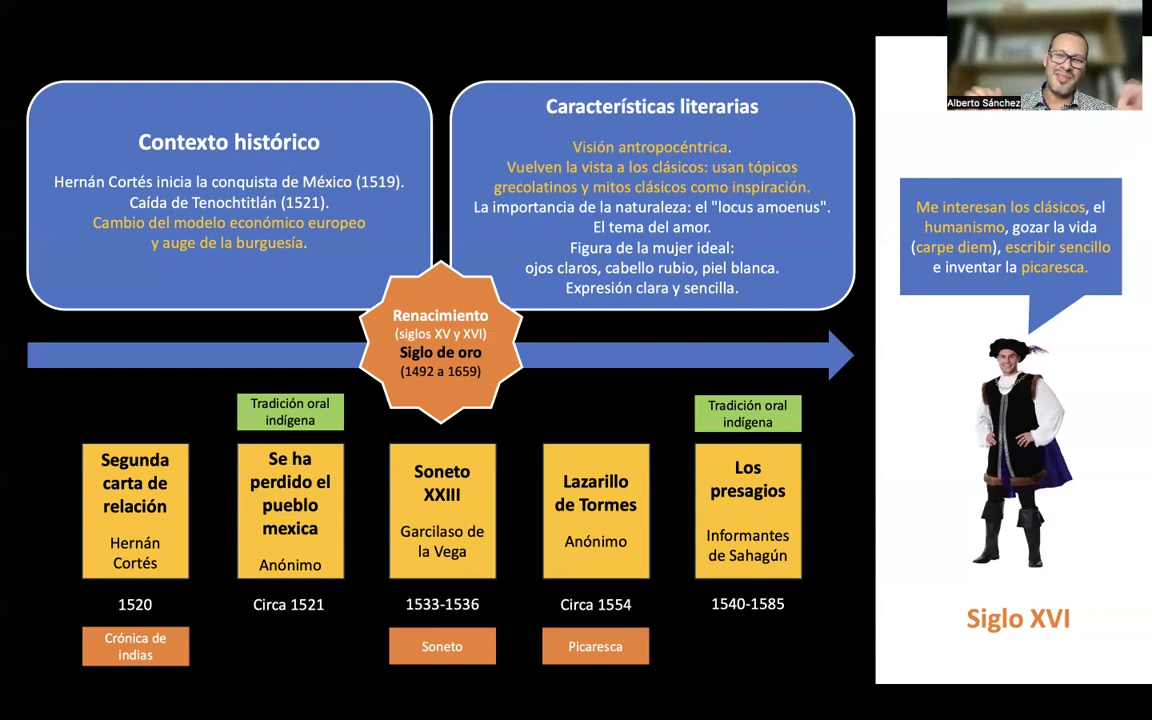 Alberto Sánchez
Contexto histórico
Hernán Cortés inicia la conquista de México (1519).
Caída de Tenochtitlán (1521).
Cambio del modelo económico europeo
y auge de la burguesía.
Características literarias
Visión antropocéntrica.
Vuelven la vista a los clásicos: usan tópicos
grecolatinos y mitos clásicos como inspiración.
La importancia de la naturaleza: el "locus amoenus".
El tema del amor.
Figura de la mujer ideal:
ojos claros, cabello rubio, piel blanca.
Expresión clara y sencilla.
Me interesan los clásicos, el
humanismo, gozar la vida
(carpe diem), escribir sencillo
e inventar la picaresca.
Renacimiento
(siglos XV y XVI)
Siglo de oro
(1492 a 1659)
Segunda
carta de
relación
Hernán
Cortés
1520
Crónica de
indias
Tradición oral
indígena
Se ha
perdido el
pueblo
mexica
Anónimo
Circa 1521
Soneto
XXIII
Garcilaso de
la Vega
1533-1536
Soneto
Lazarillo
de Tormes
Anónimo
Circa 1554
Picaresca
Tradición oral
indígena
Los
presagios
Informantes
de Sahagún
1540-1585
Siglo XVI